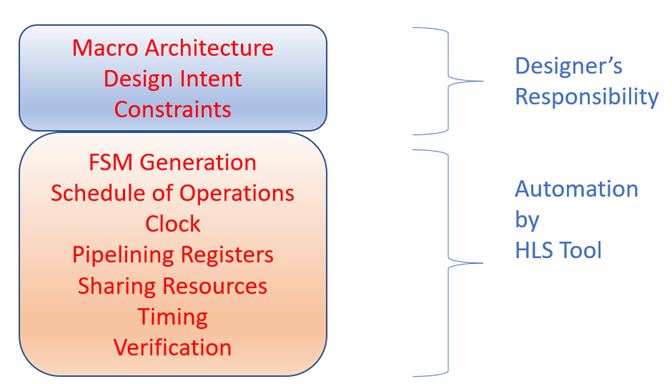 Macro Architecture
Design Intent
Constraints
Designer's
Responsibility
FSM Generation
Schedule of Operations
Clock
Pipelining Registers
Sharing Resources
Timing
Verification
Automation
by
HLS Tool